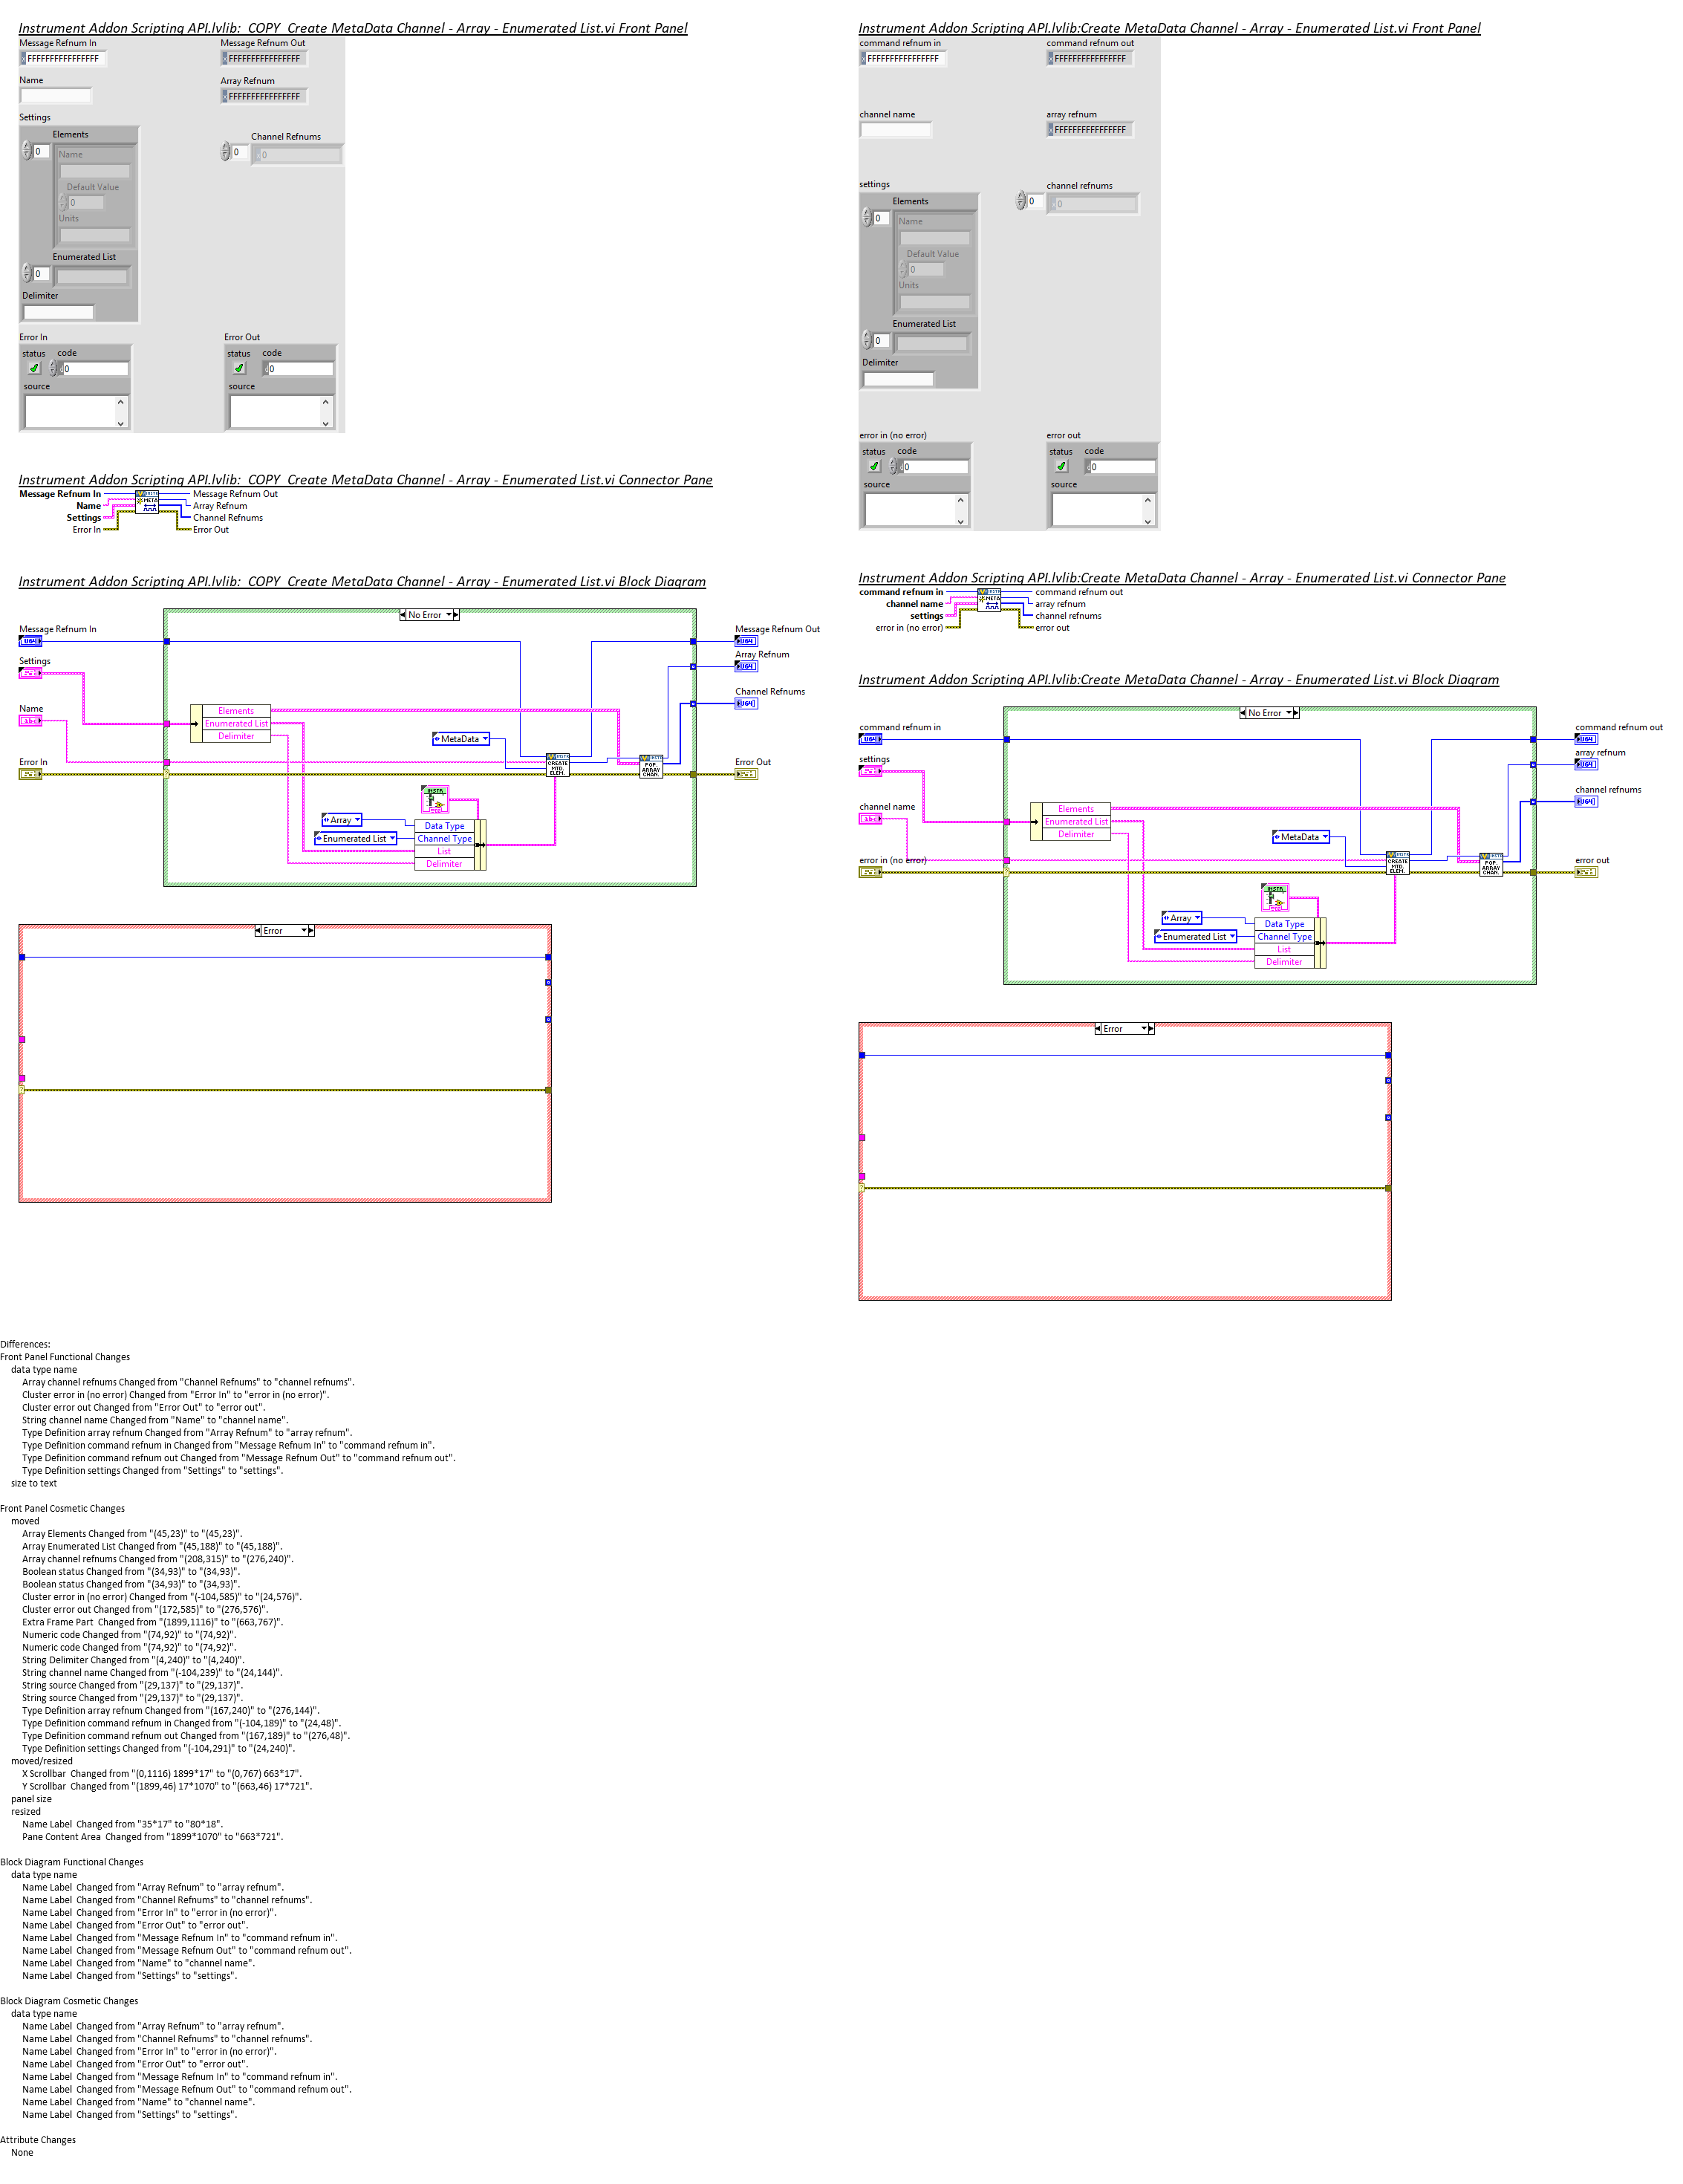 Instrument Addon Scripting API.lvlib:_COPY_Create MetaData Channel - Array - Enumerated List.vi Front Panel
Message Refnum In
Message Refnum Out
x FFFFFFFFFFFFFFFF
x FFFFFFFFFFFFFFFF
Name
Array Refnum
x FFFFFFFFFFFFFFFF
Settings
Elements
Channel Refnums
0
Name
0
x 0
Default Value
0
Units
Enumerated List
0
Delimiter
Error In
Error Out
status code
status code
0
0
source
source
Instrument Addon Scripting API.lvlib:_COPY_Create MetaData Channel - Array - Enumerated List.vi Connector Pane
Message Refnum In
Message Refnum Out
Name
Array Refnum
Settings
Channel Refnums
Error In
Error Out
META
Instrument Addon Scripting API.lvlib:_COPY_Create MetaData Channel - Array - Enumerated List.vi Block Diagram
No Error
Message Refnum In
Message Refnum Out
U64
U64
Settings
Array Refnum
U64
Channel Refnums
U64
Name
abc
Elements
Enumerated List
Delimiter
MetaData
CREATE
MTD.
ELEM.
POP.
ARRAY
CHAN.
Error In
Error Out
INSTR
Array
Data Type
Enumerated List
Channel Type
List
Delimiter
Error
Instrument Addon Scripting API.lvlib:Create MetaData Channel - Array - Enumerated List.vi Front Panel
command refnum in
command refnum out
x FFFFFFFFFFFFFFFF
x FFFFFFFFFFFFFFFF
channel name
array refnum
x FFFFFFFFFFFFFFFF
settings
channel refnums
Elements
0
x 0
0
Name
Default Value
0
Units
Enumerated List
0
Delimiter
error in (no error)
error out
status code
status code
0
0
source
source
Instrument Addon Scripting API.lvlib:Create MetaData Channel - Array - Enumerated List.vi Connector Pane
command refnum in
command refnum out
channel name
array refnum
settings
channel refnums
error in (no error)
error out
META
Instrument Addon Scripting API.lvlib:Create MetaData Channel - Array - Enumerated List.vi Block Diagram
No Error
command refnum in
command refnum out
U64
U64
settings
array refnum
U64
channel refnums
U64
channel name
abc
Elements
Enumerated List
Delimiter
MetaData
CREATE
MTD.
ELEM.
POP.
ARRAY
CHAN.
error in (no error)
error out
INSTR
Array
Data Type
Enumerated List
Channel Type
List
Delimiter
Error
Differences:
Front Panel Functional Changes
data type name
Array channel refnums Changed from "Channel Refnums" to "channel refnums".
Cluster error in (no error) Changed from "Error In" to "error in (no error)".
Cluster error out Changed from "Error Out" to "error out".
String channel name Changed from "Name" to "channel name".
Type Definition array refnum Changed from "Array Refnum" to "array refnum".
Type Definition command refnum in Changed from "Message Refnum In" to "command refnum in".
Type Definition command refnum out Changed from "Message Refnum Out" to "command refnum out".
Type Definition settings Changed from "Settings" to "settings".
size to text
Front Panel Cosmetic Changes
moved
Array Elements Changed from "(45,23)" to "(45,23)".
Array Enumerated List Changed from "(45,188)" to "(45,188)".
Array channel refnums Changed from "(208,315)" to "(276,240)".
Boolean status Changed from "(34,93)" to "(34,93)".
Boolean status Changed from "(34,93)" to "(34,93)".
Cluster error in (no error) Changed from "(-104,585)" to "(24,576)".
Cluster error out Changed from "(172,585)" to "(276,576)".
Extra Frame Part  Changed from "(1899,1116)" to "(663,767)".
Numeric code Changed from "(74,92)" to "(74,92)".
Numeric code Changed from "(74,92)" to "(74,92)".
String Delimiter Changed from "(4,240)" to "(4,240)".
String channel name Changed from "(-104,239)" to "(24,144)".
String source Changed from "(29,137)" to "(29,137)".
String source Changed from "(29,137)" to "(29,137)".
Type Definition array refnum Changed from "(167,240)" to "(276,144)".
Type Definition command refnum in Changed from "(-104,189)" to "(24,48)".
Type Definition command refnum out Changed from "(167,189)" to "(276,48)".
Type Definition settings Changed from "(-104,291)" to "(24,240)".
moved/resized
X Scrollbar  Changed from "(0,1116) 1899*17" to "(0,767) 663*17".
Y Scrollbar  Changed from "(1899,46) 17*1070" to "(663,46) 17*721".
panel size
resized
Name Label  Changed from "35*17" to "80*18".
Pane Content Area  Changed from "1899*1070" to "663*721".
Block Diagram Functional Changes
data type name
Name Label  Changed from "Array Refnum" to "array refnum".
Name Label  Changed from "Channel Refnums" to "channel refnums".
Name Label  Changed from "Error In" to "error in (no error)".
Name Label  Changed from "Error Out" to "error out".
Name Label  Changed from "Message Refnum In" to "command refnum in".
Name Label  Changed from "Message Refnum Out" to "command refnum out".
Name Label  Changed from "Name" to "channel name".
Name Label  Changed from "Settings" to "settings".
Block Diagram Cosmetic Changes
data type name
Name Label  Changed from "Array Refnum" to "array refnum".
Name Label  Changed from "Channel Refnums" to "channel refnums".
Name Label  Changed from "Error In" to "error in (no error)".
Name Label  Changed from "Error Out" to "error out".
Name Label  Changed from "Message Refnum In" to "command refnum in".
Name Label  Changed from "Message Refnum Out" to "command refnum out".
Name Label  Changed from "Name" to "channel name".
Name Label  Changed from "Settings" to "settings".
Attribute Changes
None